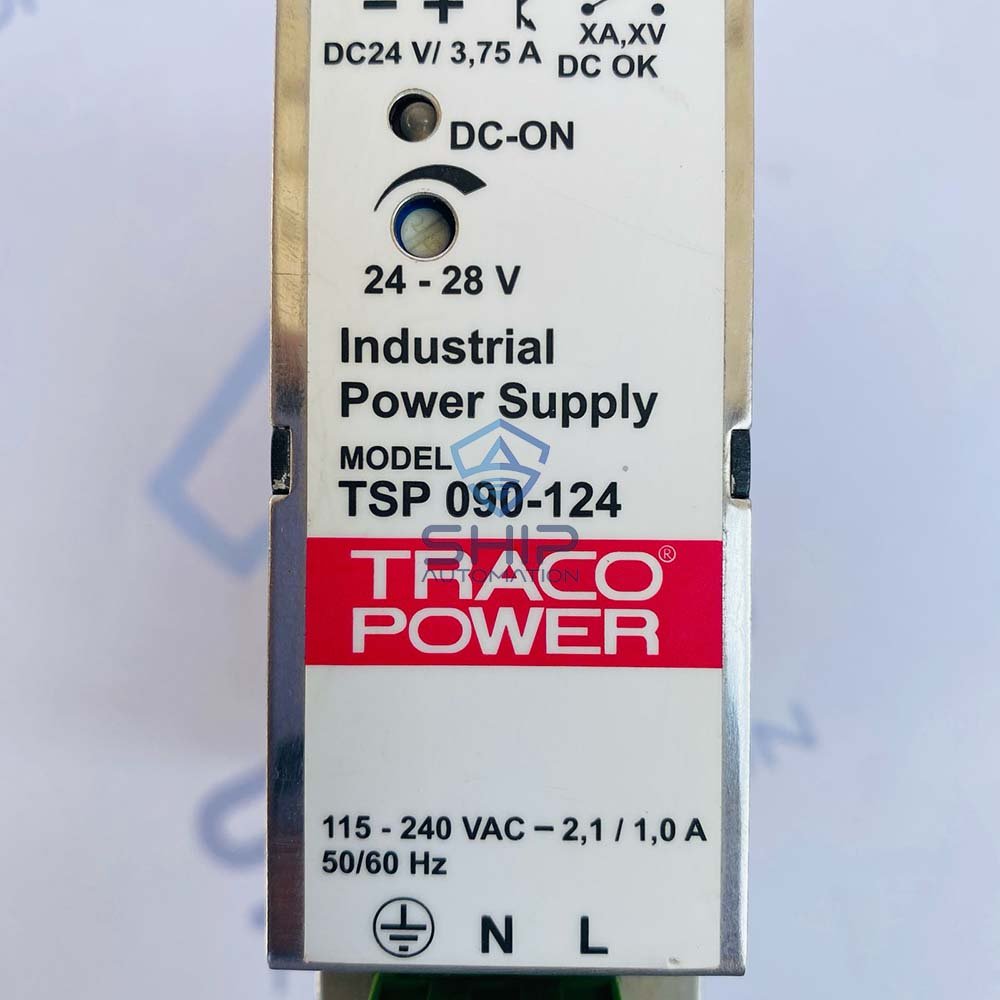 - +
XA,XV
DC24 V/ 3,75 A DC OK
DC-ON
24 - 28 V
Industrial
Power Supply
MODEL
TSP 090-124
SHIP
AUTOMATION
TRACO®
POWER
115 - 240 VAC – 2,1 / 1,0 A
50/60 Hz
N L